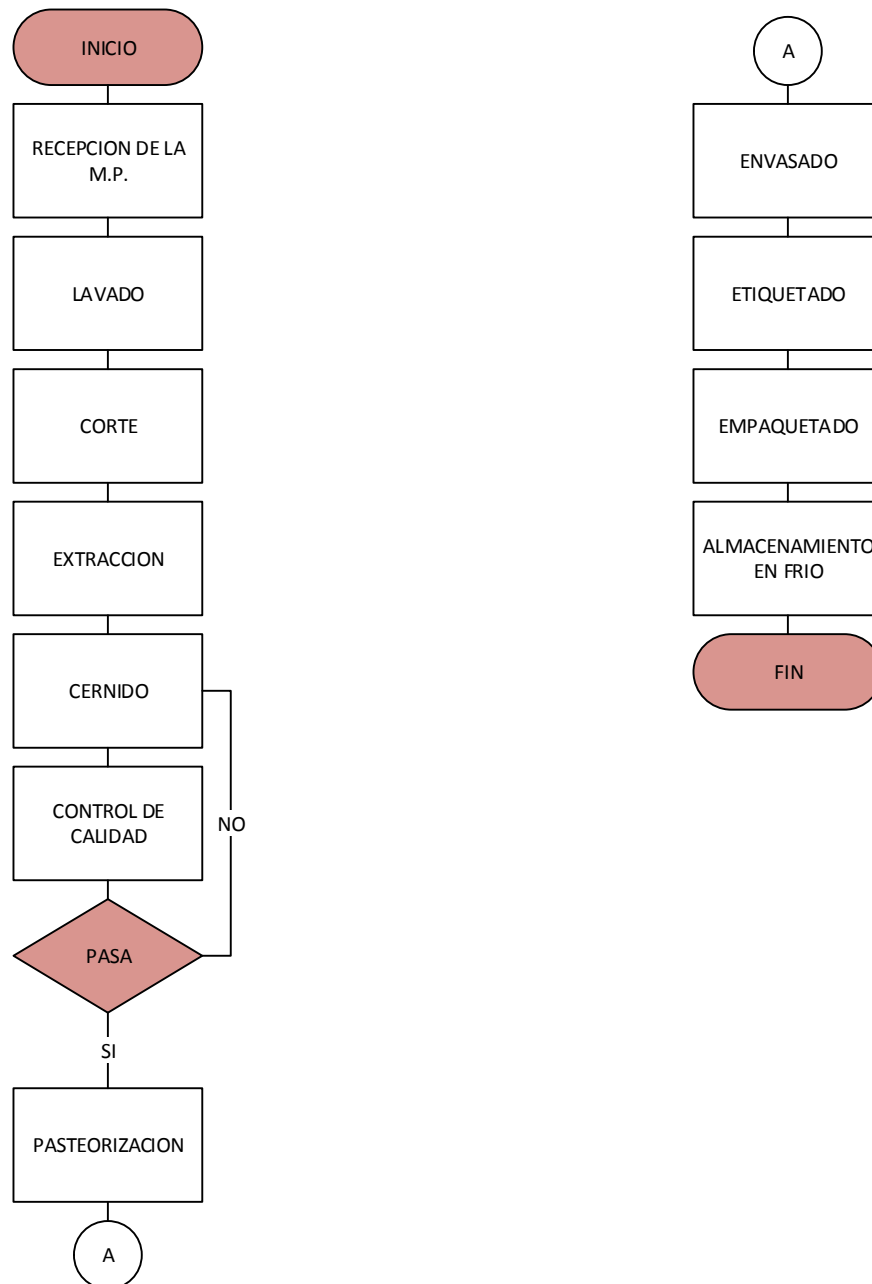 INICIO
RECEPCION DE LA
M.P.
LAVADO
CORTE
EXTRACCION
CERNIDO
CONTROL DE
CALIDAD
NO
PASA
SI
PASTEORIZACION
A
A
ENVASADO
ETIQUETADO
EMPAQUETADO
ALMACENAMIENTO
EN FRIO
FIN